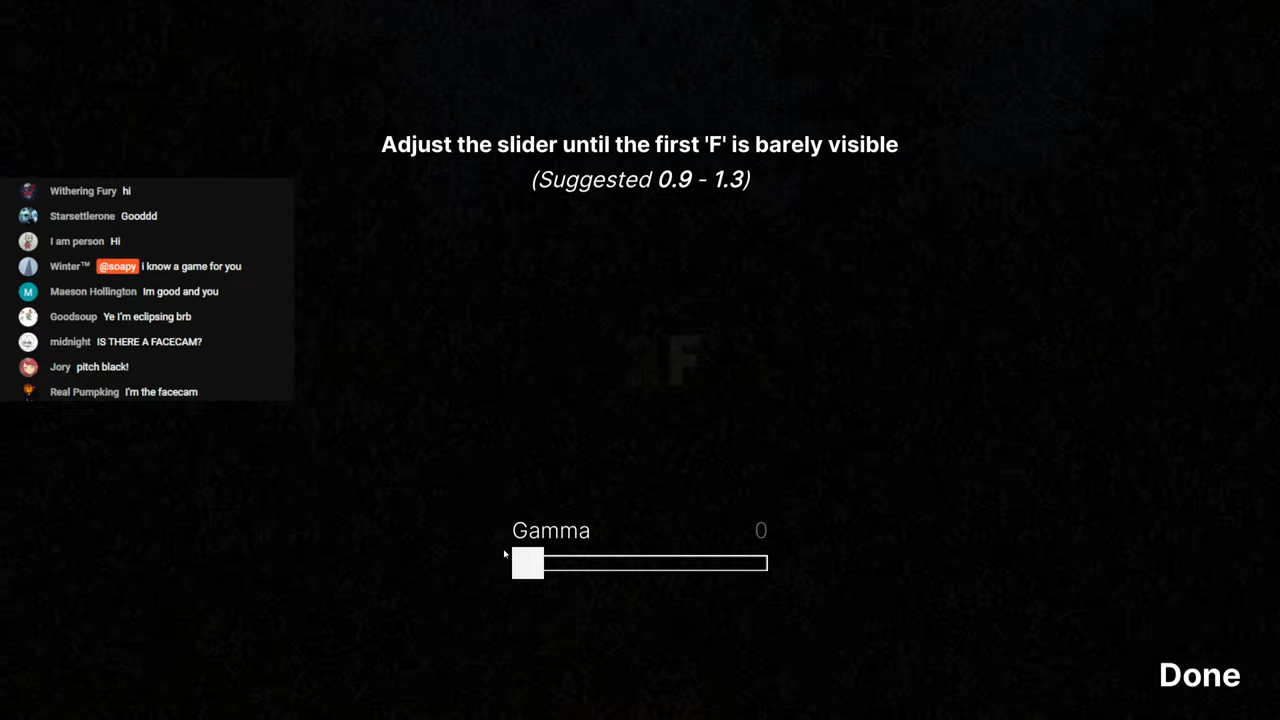 Adjust the slider until the first 'F' is barely visible
(Suggested 0.9 - 1.3)
Withering Fury hi
Starsettlerone Gooddd
I am person Hi
Winter™ @soapy i know a game for you
M Maeson Hollington Im good and you
Goodsoup Ye I'm eclipsing brb
midnight IS THERE A FACECAM?
Jory pitch black!
Real Pumpking I'm the facecam
F
Gamma 0
Done